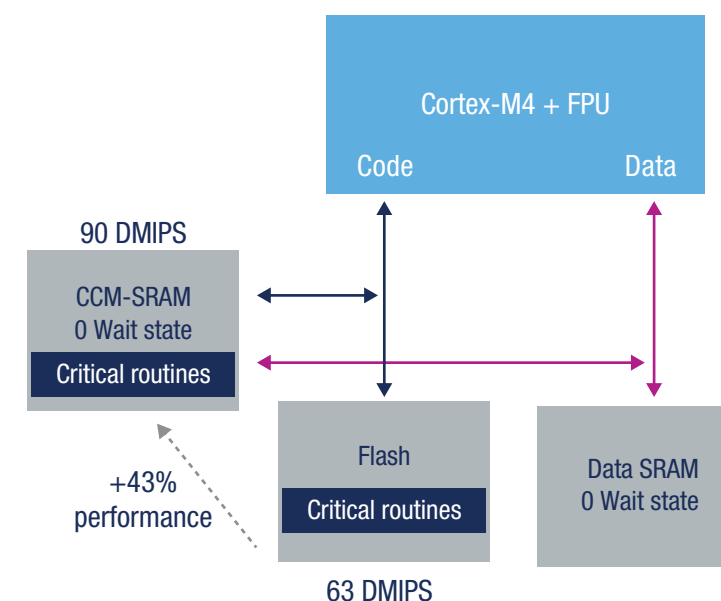 Cortex-M4 + FPU
Code
Data
90 DMIPS
CCM-SRAM
0 Wait state
Critical routines
+43%
performance
Flash
Critical routines
63 DMIPS
Data SRAM
0 Wait state